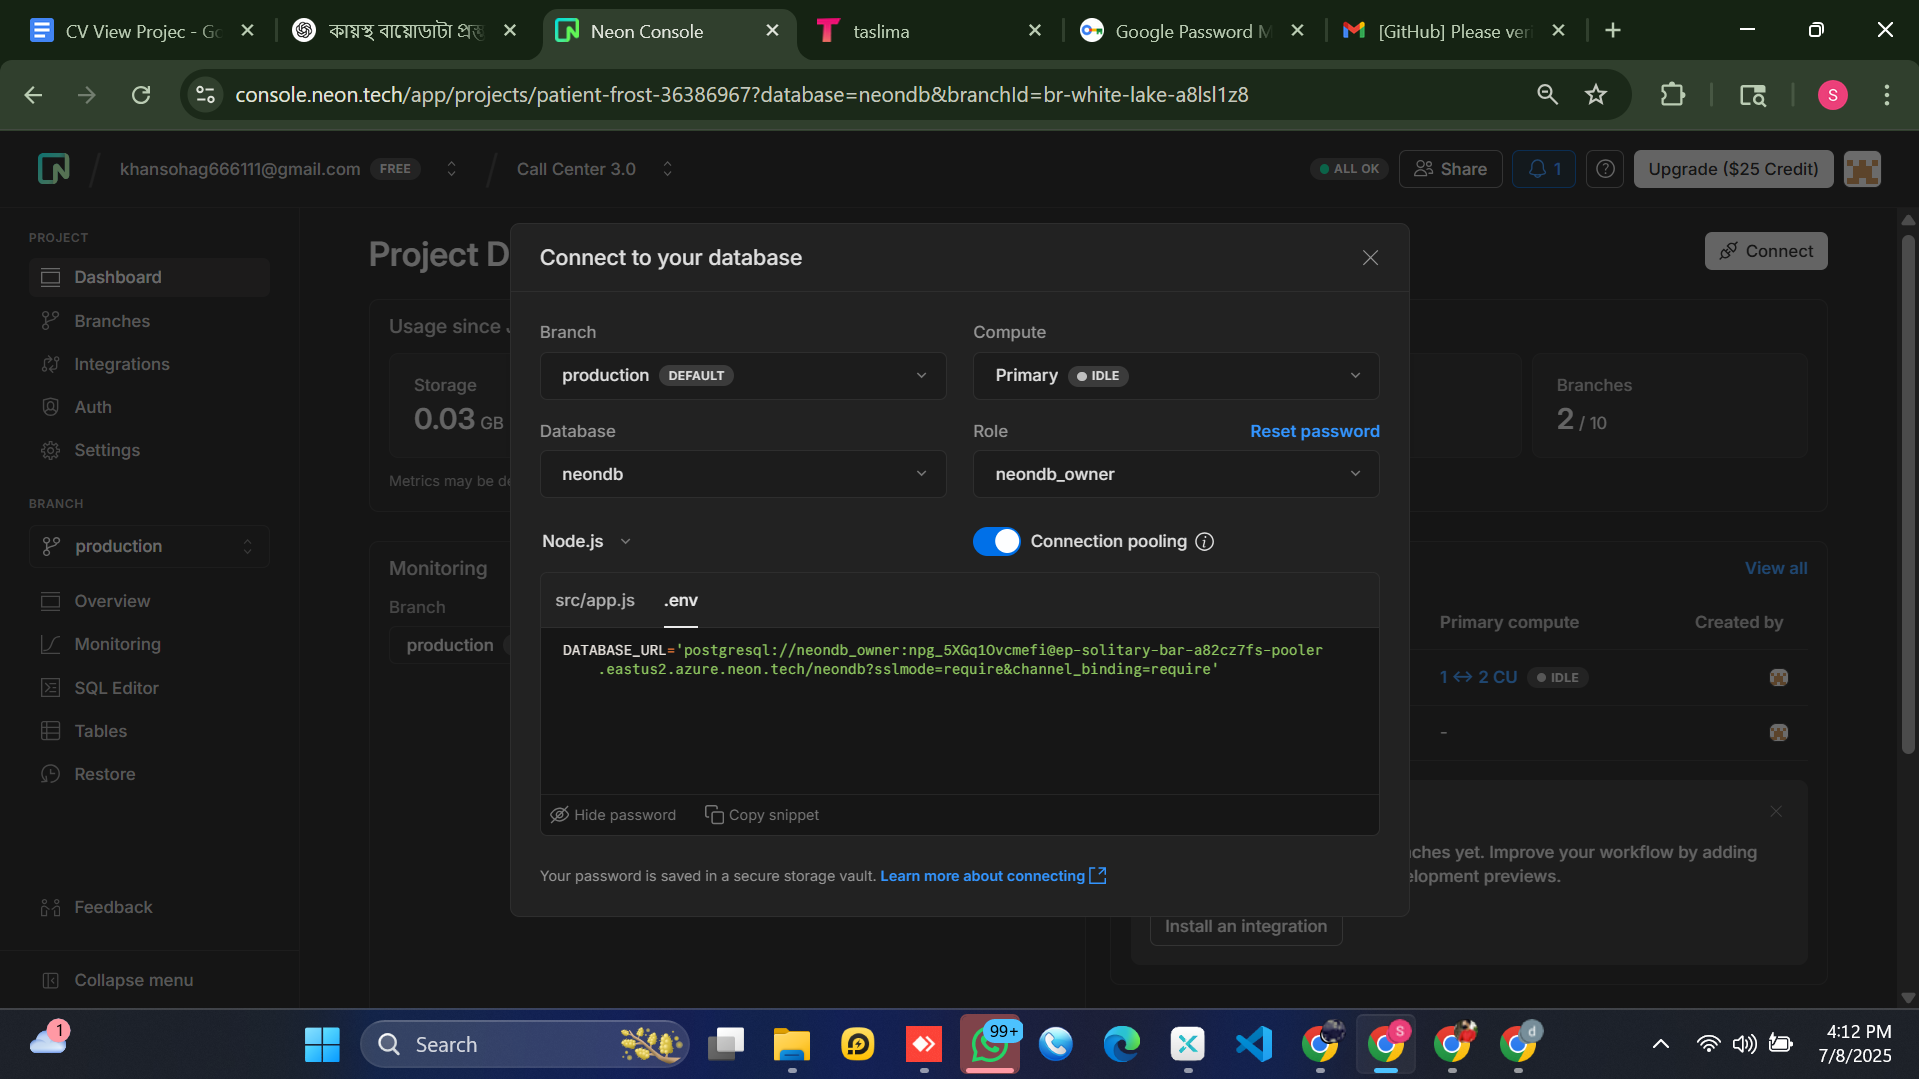 CV View Projec - Go
কায়স্থ বায়োডাটা প্রস্তু
Neon Console
taslima
Google Password M
[GitHub] Please veri
console.neon.tech/app/projects/patient-frost-36386967?database=neondb&branchId=br-white-lake-a8lsl1z8
S
khansohag666111@gmail.com FREE
Call Center 3.0
ALL OK
Share
1
Upgrade ($25 Credit)
PROJECT
Dashboard
Branches
Integrations
Auth
Settings
BRANCH
production
Overview
Monitoring
SQL Editor
Tables
Restore
Feedback
Collapse menu
Project D
Connect
Usage since
Storage
0.03 GB
Metrics may be de
Branches
2 / 10
Monitoring
Branch
production
View all
Primary compute
Created by
1 ↔ 2 CU IDLE
-
ches yet. Improve your workflow by adding
lopment previews.
Install an integration
Connect to your database
Branch
Compute
production DEFAULT
Primary IDLE
Database
Role
Reset password
neondb
neondb_owner
Node.js
Connection pooling
src/app.js
.env
DATABASE_URL='postgresql://neondb_owner:npg_5XGq1Ovcmefi@ep-solitary-bar-a82cz7fs-pooler
.eastus2.azure.neon.tech/neondb?sslmode=require&channel_binding=require'
Hide password
Copy snippet
Your password is saved in a secure storage vault. Learn more about connecting
1
Search
99+
S
d
4:12 PM
7/8/2025